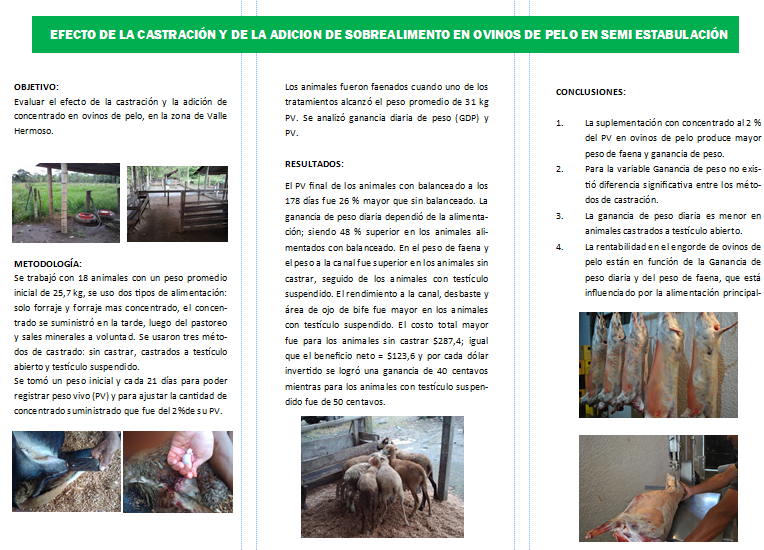 EFECTO DE LA CASTRACIÓN Y DE LA ADICION DE SOBREALIMENTO EN OVINOS DE PELO EN SEMI ESTABULACIÓN
OBJETIVO:
Evaluar el efecto de la castración y la adición de
concentrado en ovinos de pelo, en la zona de Valle
Hermoso.
METODOLOGÍA:
Se trabajó con 18 animales con un peso promedio
inicial de 25,7 kg, se uso dos tipos de alimentación:
solo forraje y forraje mas concentrado, el concen-
trado se suministró en la tarde, luego del pastoreo
y sales minerales a voluntad. Se usaron tres méto-
dos de castrado: sin castrar, castrados a testículo
abierto y testículo suspendido.
Se tomó un peso inicial y cada 21 días para poder
registrar peso vivo (PV) y para ajustar la cantidad de
concentrado suministrado que fue del 2%de su PV.
Los animales fueron faenados cuando uno de los
tratamientos alcanzó el peso promedio de 31 kg
PV. Se analizó ganancia diaria de peso (GDP) y
PV.
RESULTADOS:
El PV final de los animales con balanceado a los
178 días fue 26 % mayor que sin balanceado. La
ganancia de peso diaria dependió de la alimenta-
ción; siendo 48 % superior en los animales ali-
mentados con balanceado. En el peso de faena y
el peso a la canal fue superior en los animales sin
castrar, seguido de los animales con testículo
suspendido. El rendimiento a la canal, desbaste y
área de ojo de bife fue mayor en los animales
con testículo suspendido. El costo total mayor
fue para los animales sin castrar $287,4; igual
que el beneficio neto = $123,6 y por cada dólar
invertido se logró una ganancia de 40 centavos
mientras para los animales con testículo suspen-
dido fue de 50 centavos.
CONCLUSIONES:
1. La suplementación con concentrado al 2 %
del PV en ovinos de pelo produce mayor
peso de faena y ganancia de peso.
2. Para la variable Ganancia de peso no exis-
tió diferencia significativa entre los méto-
dos de castración.
3. La ganancia de peso diaria es menor en
animales castrados a testículo abierto.
4. La rentabilidad en el engorde de ovinos de
pelo están en función de la Ganancia de
peso diaria y del peso de faena, que está
influenciado por la alimentación principal-